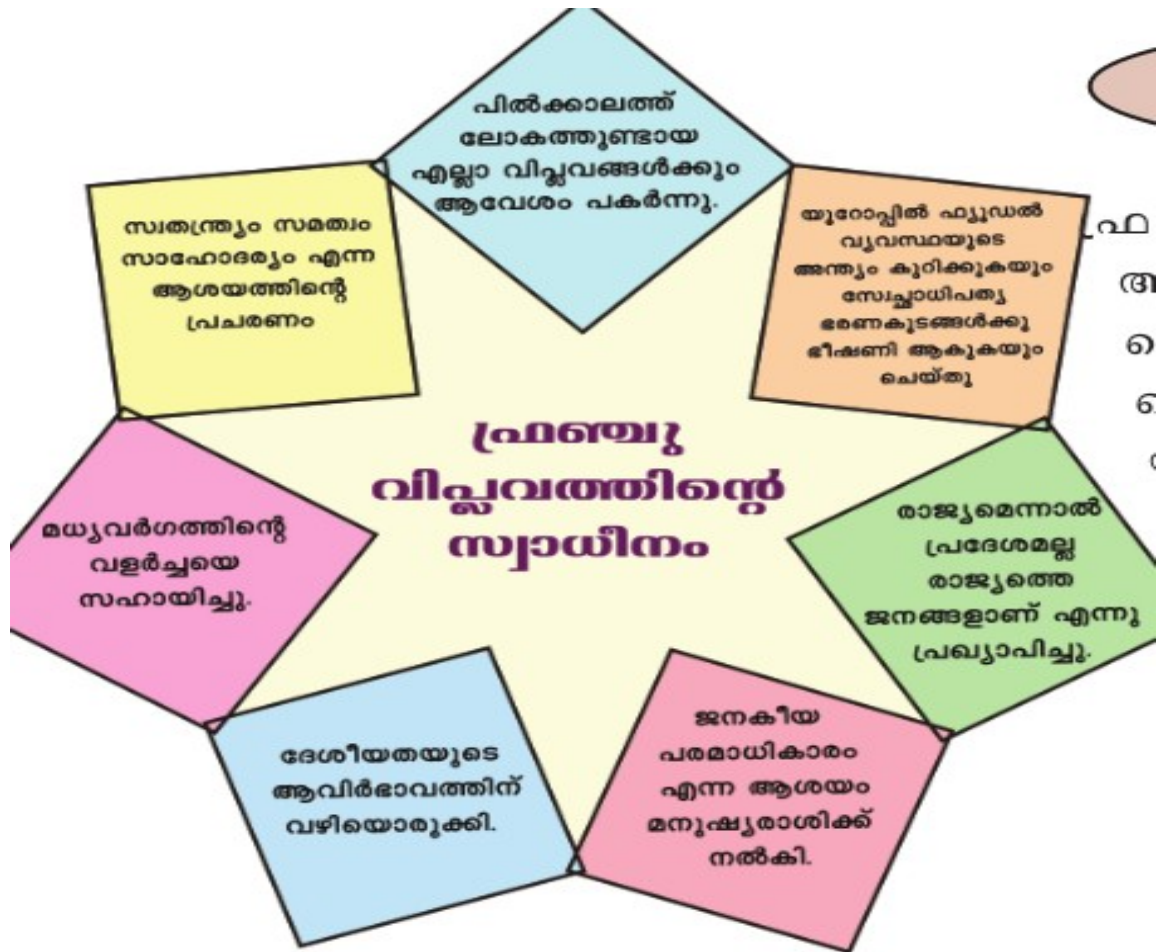 പിൽക്കാലത്ത്
ലോകത്തുണ്ടായ
എല്ലാ വിപ്ലവങ്ങൾക്കും
ആവേശം പകർന്നു.
യൂറോപ്പിൽ ഫ്യൂഡൽ
വ്യവസ്ഥയുടെ
അന്ത്യം കുറിക്കുകയും
സ്വേച്ഛാധിപത്യ
ഭരണകൂടങ്ങൾക്കു
ഭീഷണി ആകുകയും
ചെയ്തു
രാജ്യമെന്നാൽ
പ്രദേശമല്ല
രാജ്യത്തെ
ജനങ്ങളാണ് എന്നു
പ്രഖ്യാപിച്ചു.
ജനകീയ
പരമാധികാരം
എന്ന ആശയം
മനുഷ്യരാശിക്ക്
നൽകി.
ദേശീയതയുടെ
ആവിർഭാവത്തിന്
വഴിയൊരുക്കി.
മധ്യവർഗത്തിന്റെ
വളർച്ചയെ
സഹായിച്ചു.
സ്വതന്ത്ര്യം സമത്വം
സാഹോദര്യം എന്ന
ആശയത്തിന്റെ
പ്രചരണം
ഫ്രഞ്ചു
വിപ്ലവത്തിന്റെ
സ്വാധീനം